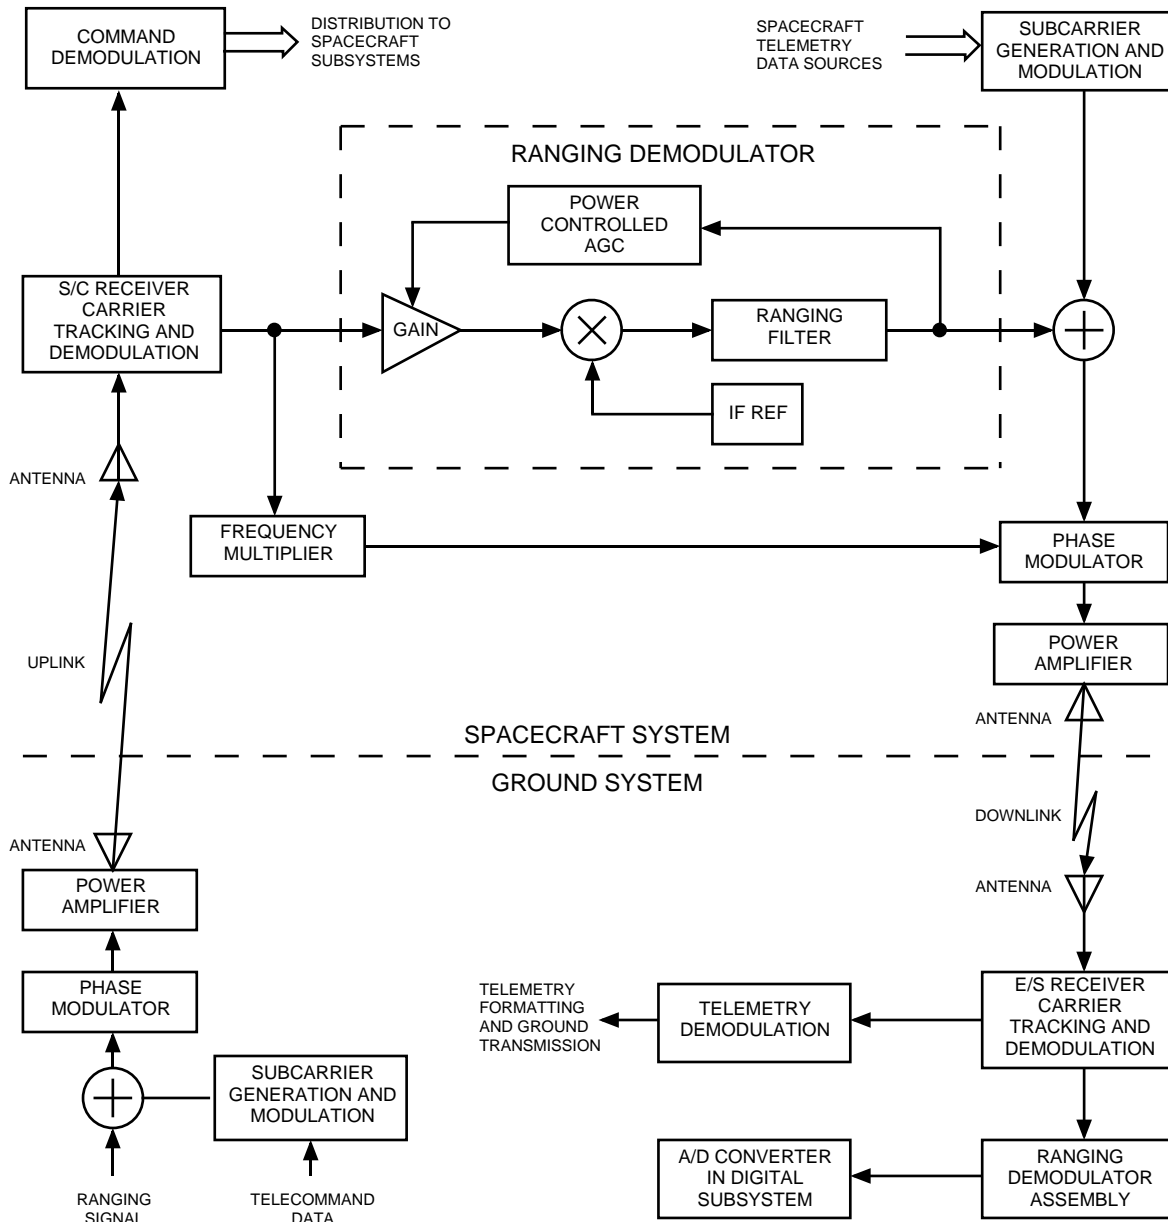 COMMAND
DEMODULATION
DISTRIBUTION TO
SPACECRAFT
SUBSYSTEMS
SPACECRAFT
TELEMETRY
DATA SOURCES
SUBCARRIER
GENERATION AND
MODULATION
RANGING DEMODULATOR
POWER
CONTROLLED
AGC
S/C RECEIVER
CARRIER
TRACKING AND
DEMODULATION
GAIN
RANGING
FILTER
IF REF
ANTENNA
FREQUENCY
MULTIPLIER
PHASE
MODULATOR
POWER
AMPLIFIER
UPLINK
ANTENNA
SPACECRAFT SYSTEM
GROUND SYSTEM
DOWNLINK
ANTENNA
ANTENNA
POWER
AMPLIFIER
PHASE
MODULATOR
TELEMETRY
FORMATTING
AND GROUND
TRANSMISSION
TELEMETRY
DEMODULATION
E/S RECEIVER
CARRIER
TRACKING AND
DEMODULATION
SUBCARRIER
GENERATION AND
MODULATION
A/D CONVERTER
IN DIGITAL
SUBSYSTEM
RANGING
DEMODULATOR
ASSEMBLY
RANGING
SIGNAL
TELECOMMAND
DATA